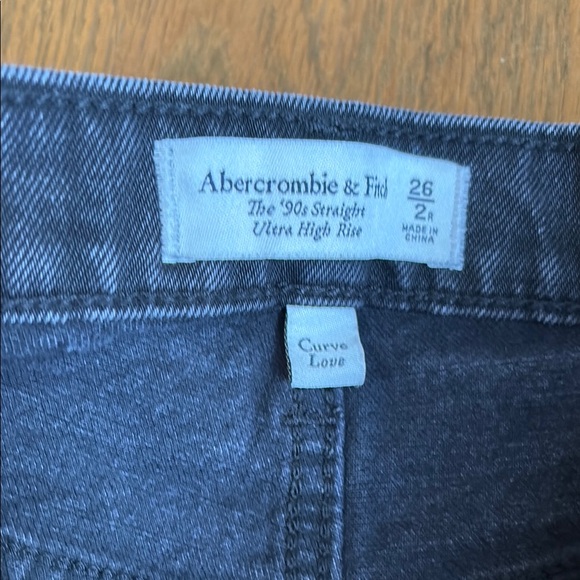 Abercrombie & Fitch
The '90s Straight
Ultra High Rise
26
2R
MADE IN
CHINA
Curve
Love